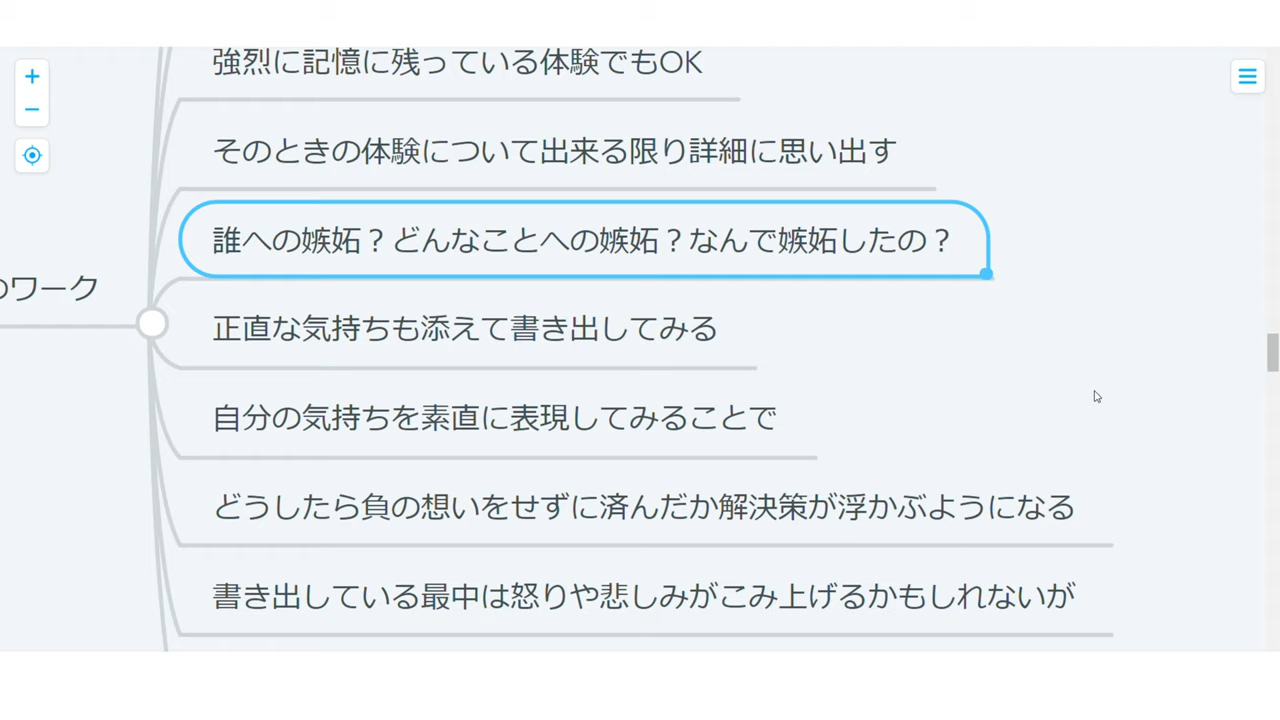 強烈に記憶に残っている体験でもOK
そのときの体験について出来る限り詳細に思い出す
誰への嫉妬？どんなことへの嫉妬？なんで嫉妬したの？
のワーク
正直な気持ちも添えて書き出してみる
自分の気持ちを素直に表現してみることで
どうしたら負の想いをせずに済んだか解決策が浮かぶようになる
書き出している最中は怒りや悲しみがこみ上げるかもしれないが